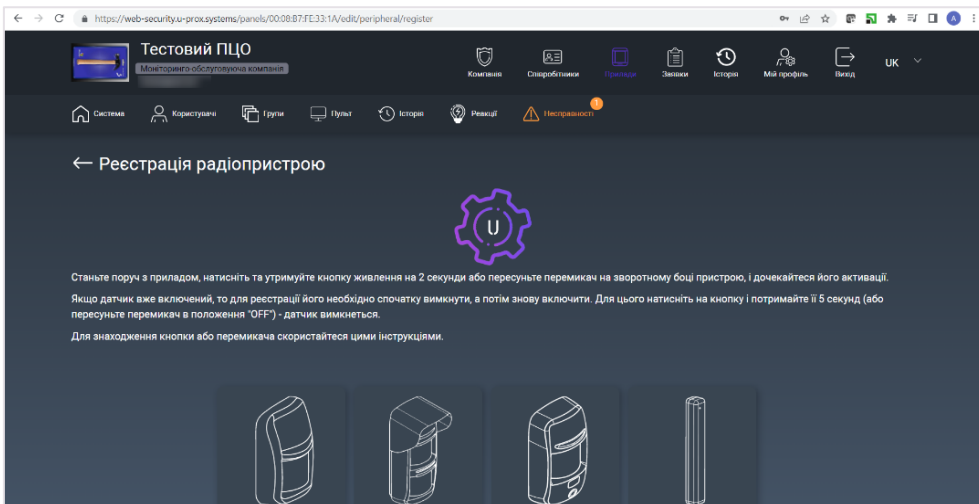 https://web-security.u-prox.systems/panels/00:08:B7:FE:33:1A/edit/peripheral/register
Тестовий ПЦО
Моніторинго-обслуговуюча компанія
Компанія
Співробітники
Прилади
Заявки
Історія
Мій профіль
Вихід
UK
Система
Користувачі
Групи
Пульт
Історія
Реакції
Несправності
1
← Реєстрація радіопристрою
U
Станьте поруч з приладом, натисніть та утримуйте кнопку живлення на 2 секунди або пересуньте перемикач на зворотному боці пристрою, і дочекайтеся його активації.
Якщо датчик вже включений, то для реєстрації його необхідно спочатку вимкнути, а потім знову включити. Для цього натисніть на кнопку і потримайте її 5 секунд (або
пересуньте перемикач в положення "OFF") - датчик вимкнеться.
Для знаходження кнопки або перемикача скористайтеся цими інструкціями.